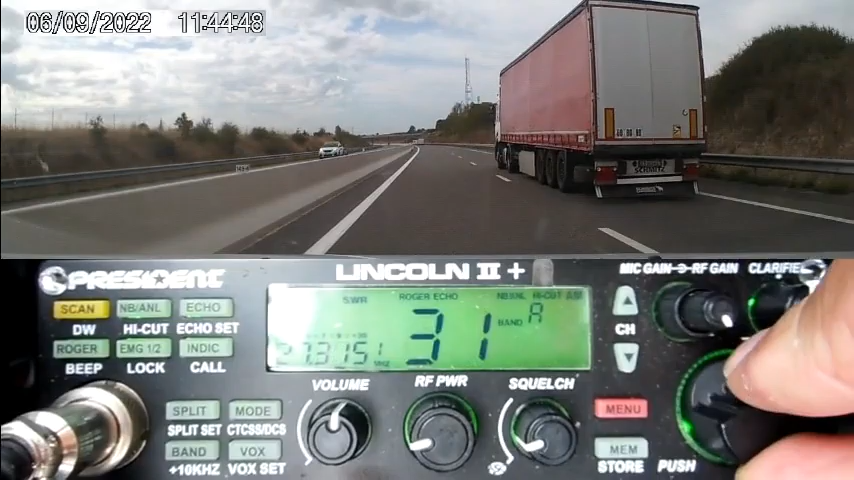 06/09/2022 11:44:48
SCHMITZ
PRESIDENT
LINCOLN II +
MIC GAIN RF GAIN CLARIFIER
SCAN NB/ANL ECHO
DW HI-CUT ECHO SET
ROGER EMG 1/2 INDIC
BEEP LOCK CALL
SWR ROGER ECHO NB/ANL HI-CUT
31 BAND A
CH
VOLUME RF PWR SQUELCH
SPLIT MODE
SPLIT SET CTCSS/DCS
BAND VOX
+10KHZ VOX SET
MENU
MEM
STORE PUSH